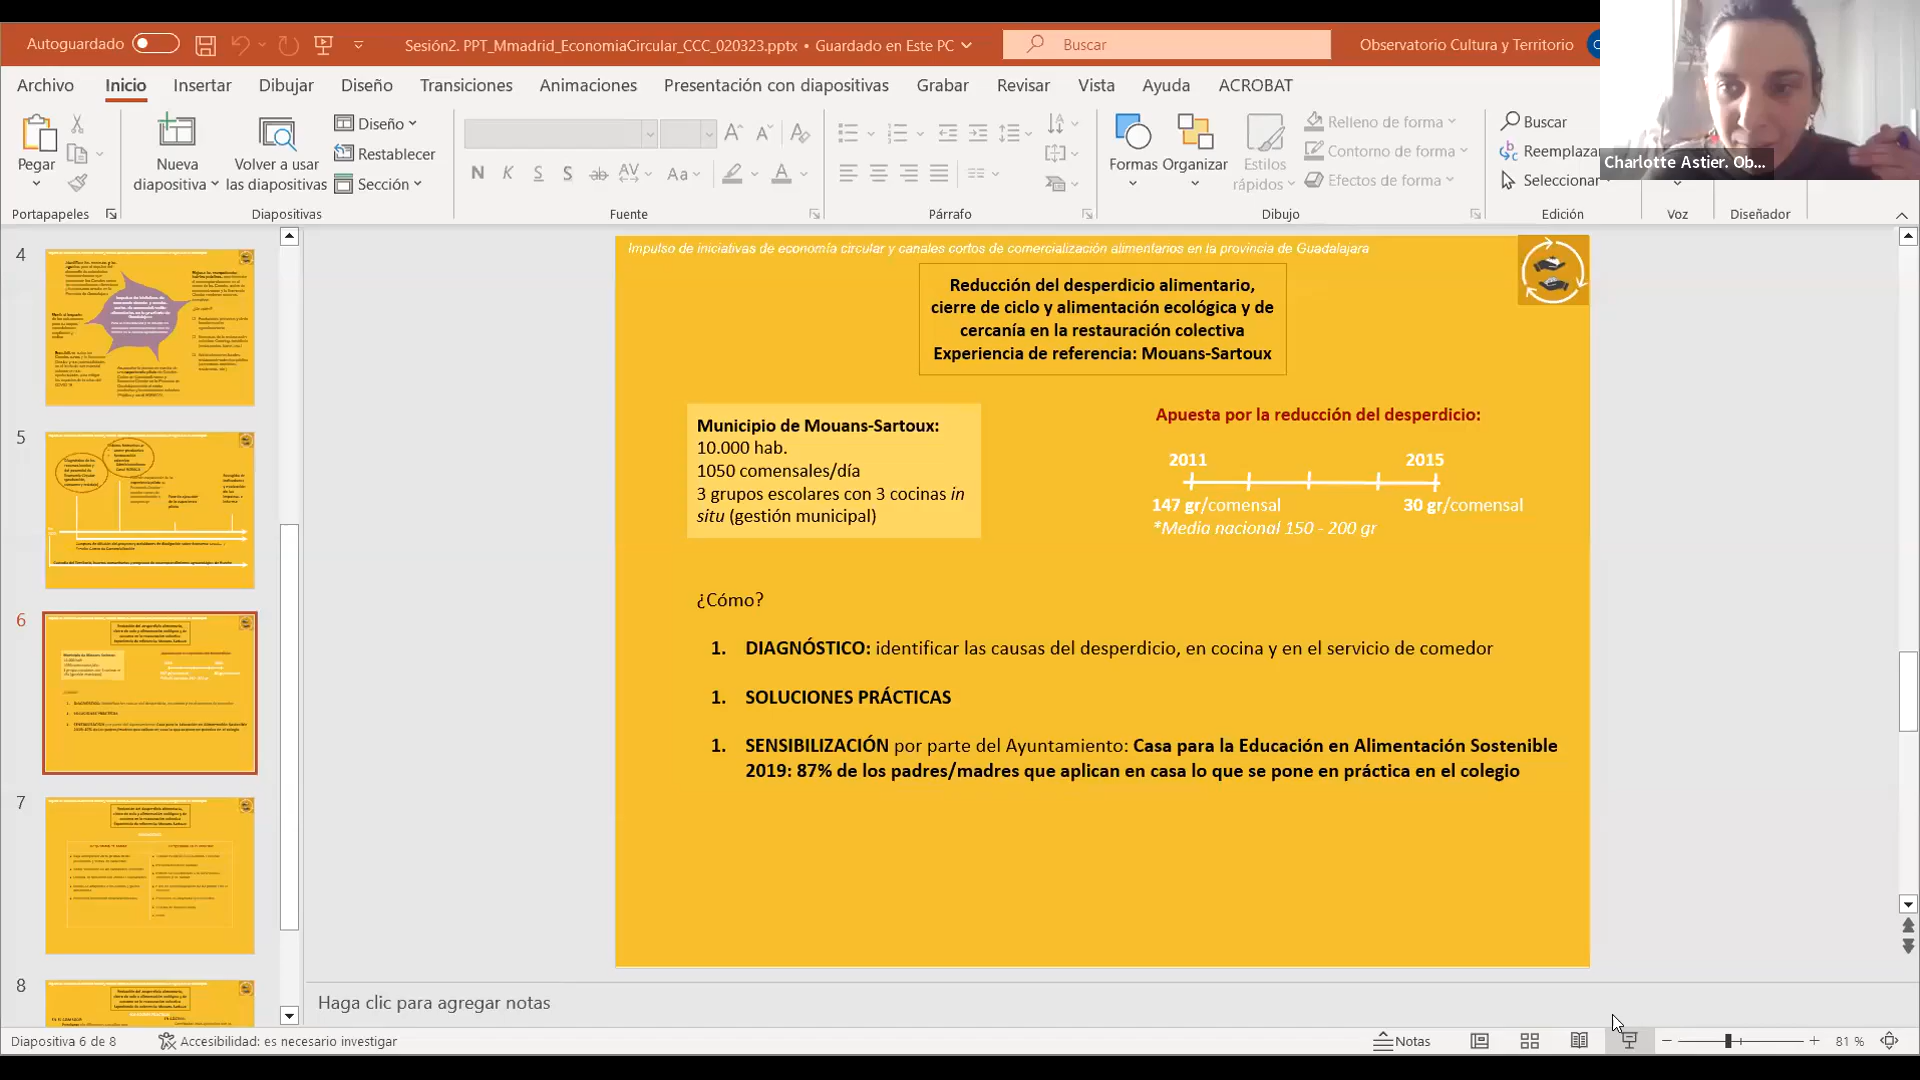 Autoguardado
Sesión2. PPT_Mmadrid_EconomiaCircular_CCC_020323.pptx • Guardado en Este PC
Buscar
Observatorio Cultura y Territorio
Archivo Inicio Insertar Dibujar Diseño Transiciones Animaciones Presentación con diapositivas Grabar Revisar Vista Ayuda ACROBAT
Pegar
Portapapeles
Nueva
diapositiva
Volver a usar
las diapositivas
Diseño
Restablecer
Sección
Diapositivas
N K S S ab AV Aa A
Fuente
Párrafo
Formas
Organizar
Estilos
rápidos
Relleno de forma
Contorno de forma
Efectos de forma
Dibujo
Buscar
Reemplaza
Seleccionar
Edición
Voz
Diseñador
Charlotte Astier. Ob...
4
5
6
7
8
Impulso de iniciativas de economía circular y canales cortos de comercialización alimentarios en la provincia de Guadalajara
Reducción del desperdicio alimentario,
cierre de ciclo y alimentación ecológica y de
cercanía en la restauración colectiva
Experiencia de referencia: Mouans-Sartoux
Municipio de Mouans-Sartoux:
10.000 hab.
1050 comensales/día
3 grupos escolares con 3 cocinas in
situ (gestión municipal)
Apuesta por la reducción del desperdicio:
2011 2015
147 gr/comensal 30 gr/comensal
*Media nacional 150 - 200 gr
¿Cómo?
1. DIAGNÓSTICO: identificar las causas del desperdicio, en cocina y en el servicio de comedor
1. SOLUCIONES PRÁCTICAS
1. SENSIBILIZACIÓN por parte del Ayuntamiento: Casa para la Educación en Alimentación Sostenible
2019: 87% de los padres/madres que aplican en casa lo que se pone en práctica en el colegio
Haga clic para agregar notas
Diapositiva 6 de 8
Accesibilidad: es necesario investigar
Notas
81 %